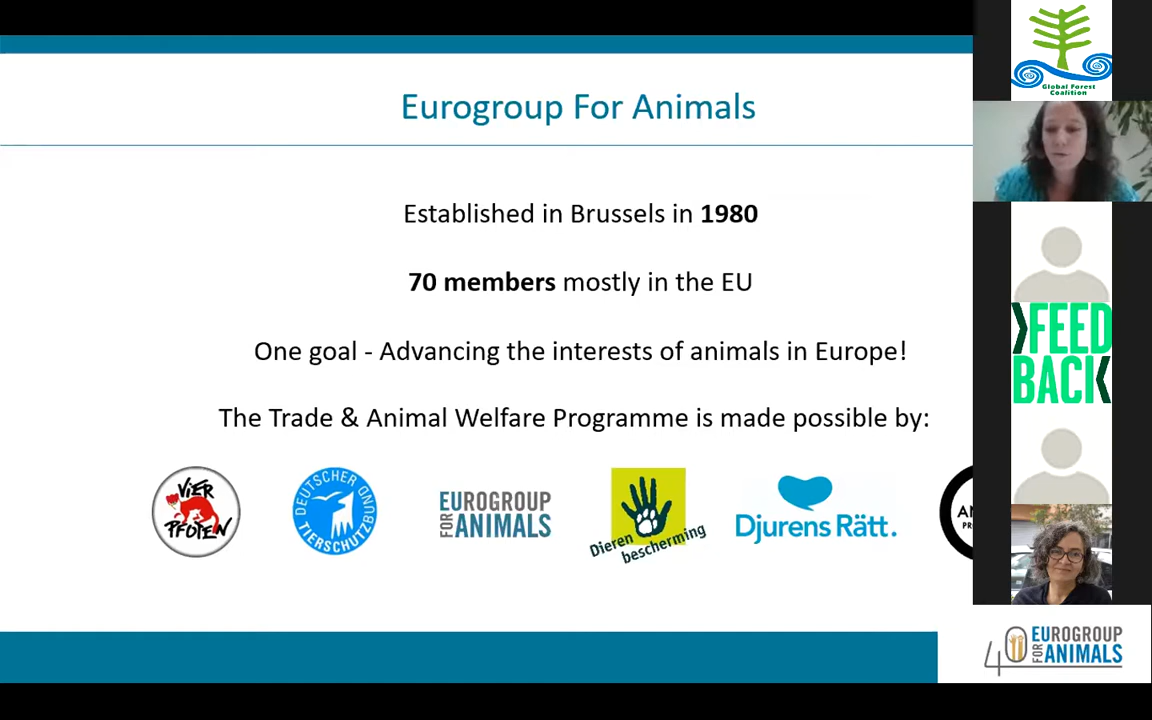 Eurogroup For Animals
Established in Brussels in 1980
70 members mostly in the EU
One goal - Advancing the interests of animals in Europe!
The Trade & Animal Welfare Programme is made possible by:
VIER
PFOTEN
DEUTSCHER
TIERSCHUTZBUND
EUROGROUP
FOR
ANIMALS
Dieren
bescherming
Djurens Rätt.
Global Forest
Coalition
FEED
BACK
40
EUROGROUP
FOR
ANIMALS